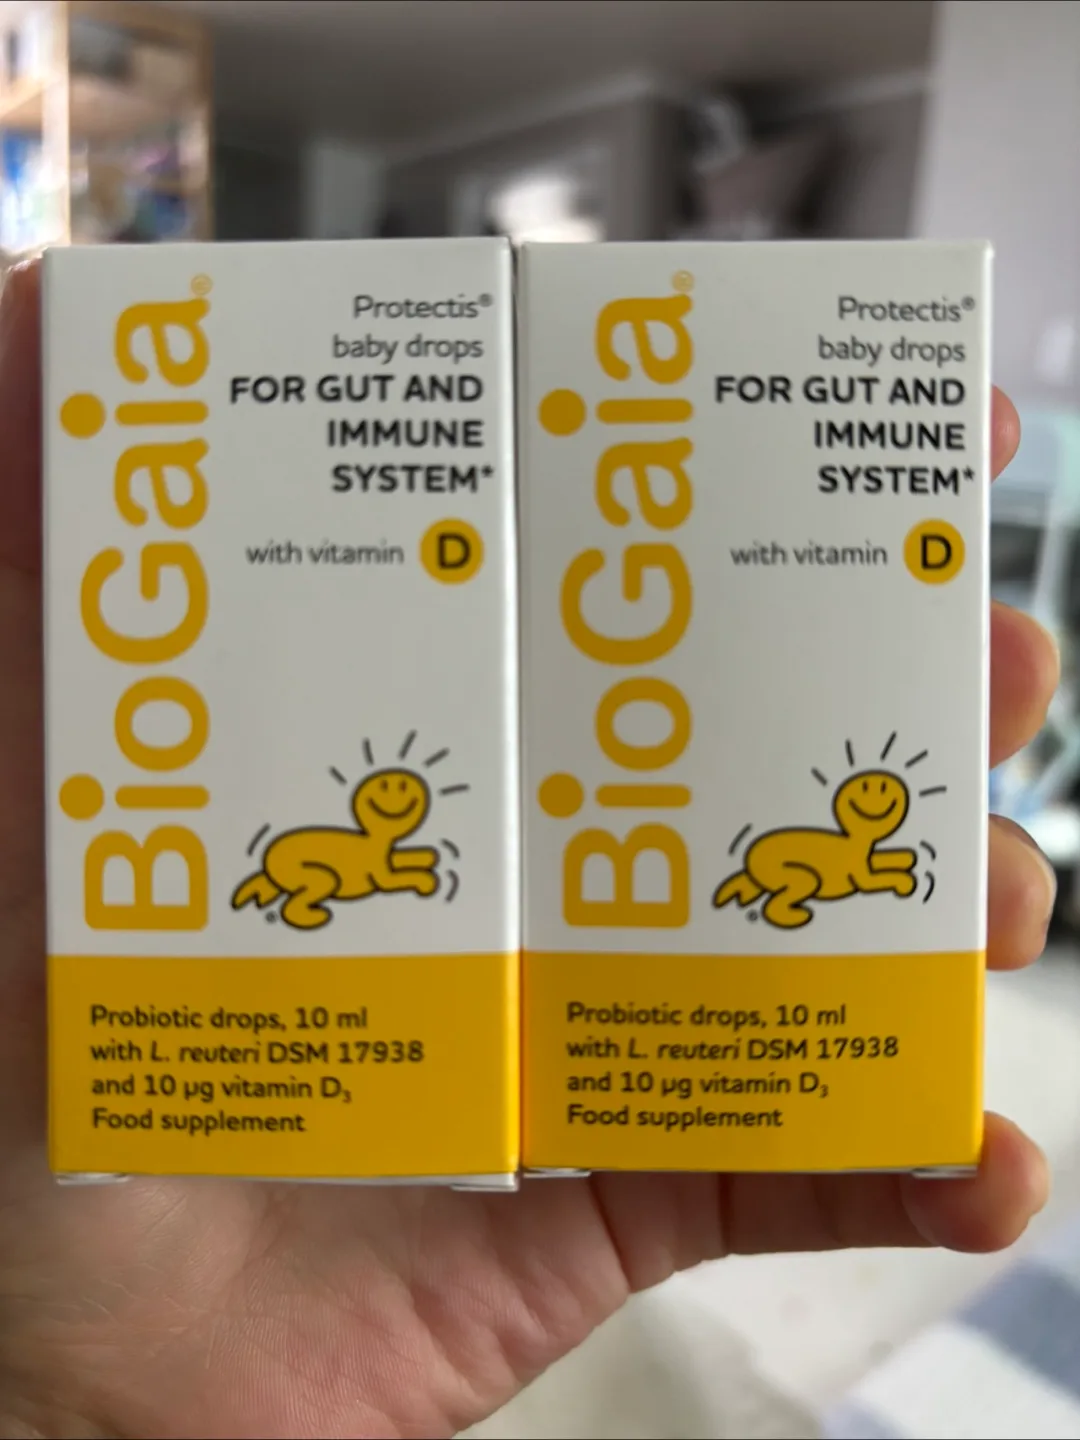 BioGaia®
Protectis®
baby drops
FOR GUT AND
IMMUNE
SYSTEM*
with vitamin D
Probiotic drops, 10 ml
with L. reuteri DSM 17938
and 10 µg vitamin D₃
Food supplement
BioGaia®
Protectis®
baby drops
FOR GUT AND
IMMUNE
SYSTEM*
with vitamin D
Probiotic drops, 10 ml
with L. reuteri DSM 17938
and 10 µg vitamin D₃
Food supplement